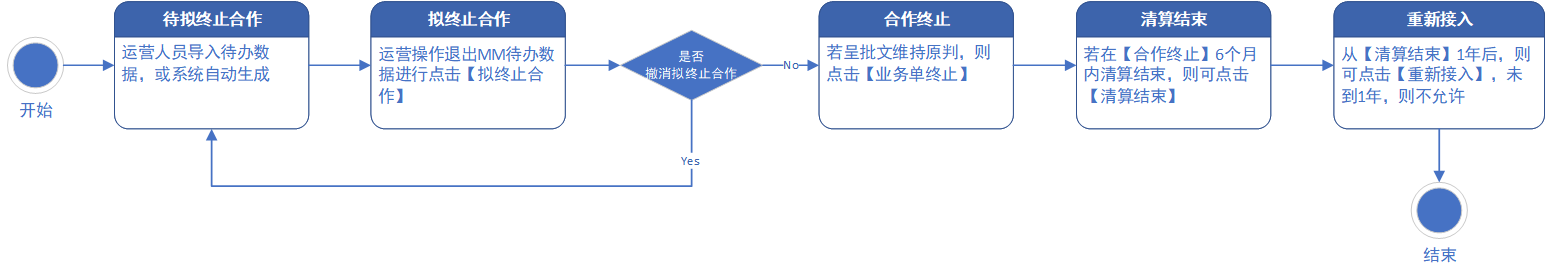 开始
待拟终止合作
运营人员导入待办数
据，或系统自动生成
拟终止合作
运营操作退出MM待办数
据进行点击【拟终止合
作】
是否
撤消拟终止合作
Yes
No
合作终止
若呈批文维持原判，则
点击【业务单终止】
清算结束
若在【合作终止】6个月
内清算结束，则可点击
【清算结束】
重新接入
从【清算结束】1年后，则
可点击【重新接入】，未
到1年，则不允许
结束